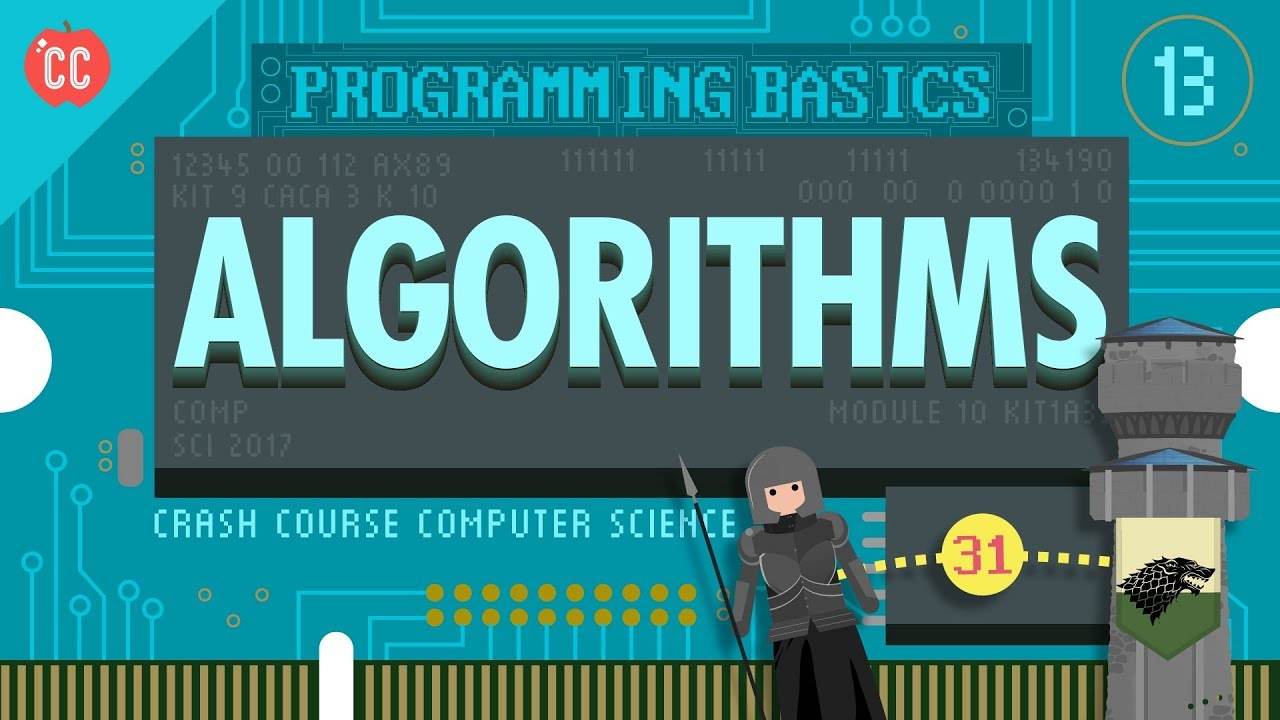 CC
PROGRAMMING BASICS
13
12345 00 112 AX89 111111 11111 11111 134190
KIT 9 CACA 3 K 10 000 00 0 0000 1 0
ALGORITHMS
COMP MODULE 10
SCI 2017
CRASH COURSE COMPUTER SCIENCE
31